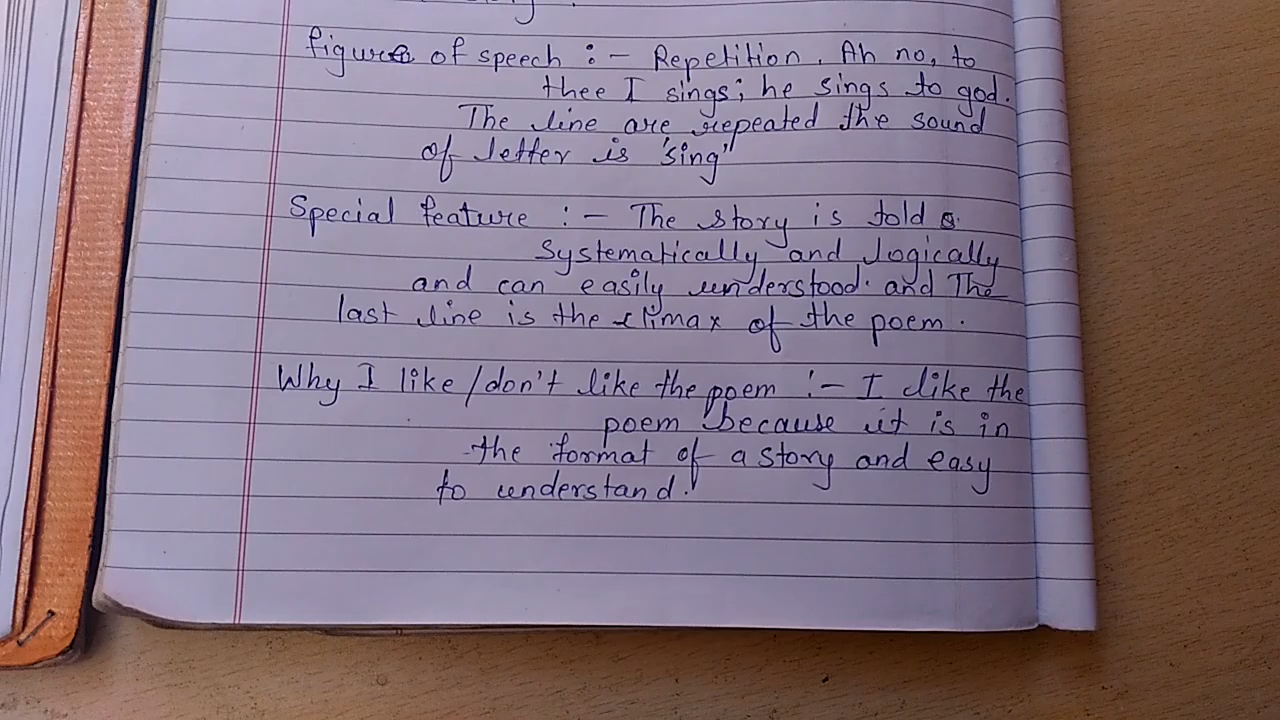 figure of speech :- Repetition. Ah no, to
thee I sings; he sings to god.
The line are repeated the sound
of letter is 'sing"
Special feature :- The story is told
systematically and logically
and can easily understood. and The
last line is the climax of the poem.
Why I like/don't like the poem :- I like the
poem because it is in
the format of a story and easy
to understand.